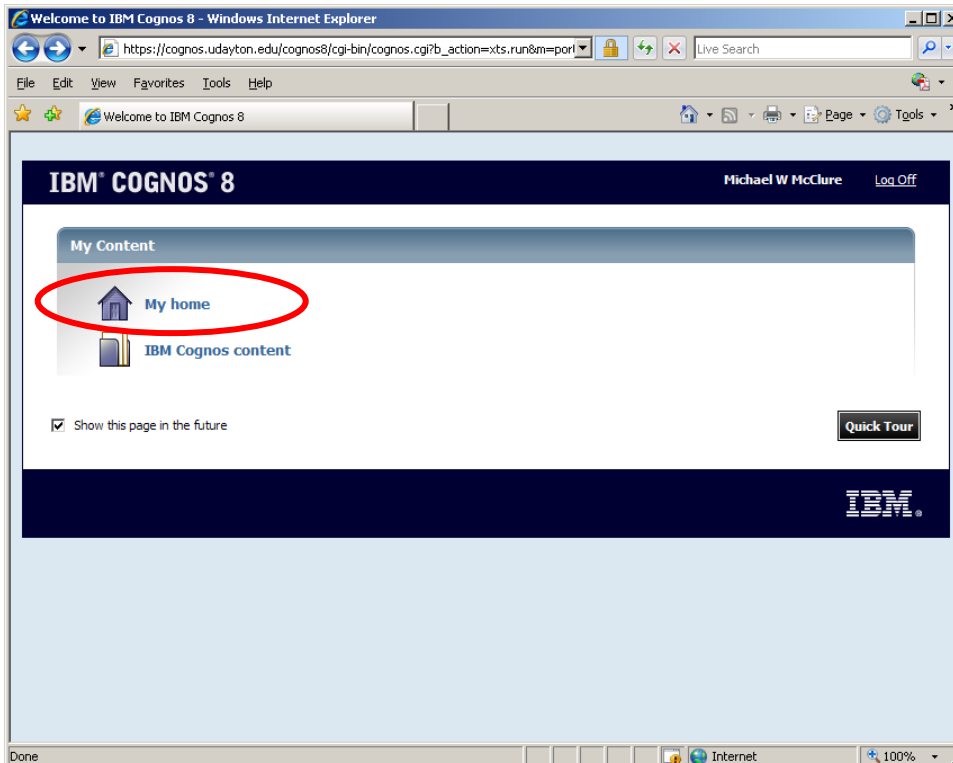 Welcome to IBM Cognos 8 - Windows Internet Explorer
https://cognos.udayton.edu/cognos8/cgi-bin/cognos.cgi?b_action=xts.run&m=por
Live Search
File Edit View Favorites Tools Help
Welcome to IBM Cognos 8
Page Tools
IBM® COGNOS® 8
Michael W McClure Log Off
My Content
My home
IBM Cognos content
Show this page in the future
Quick Tour
IBM®
Done Internet 100%